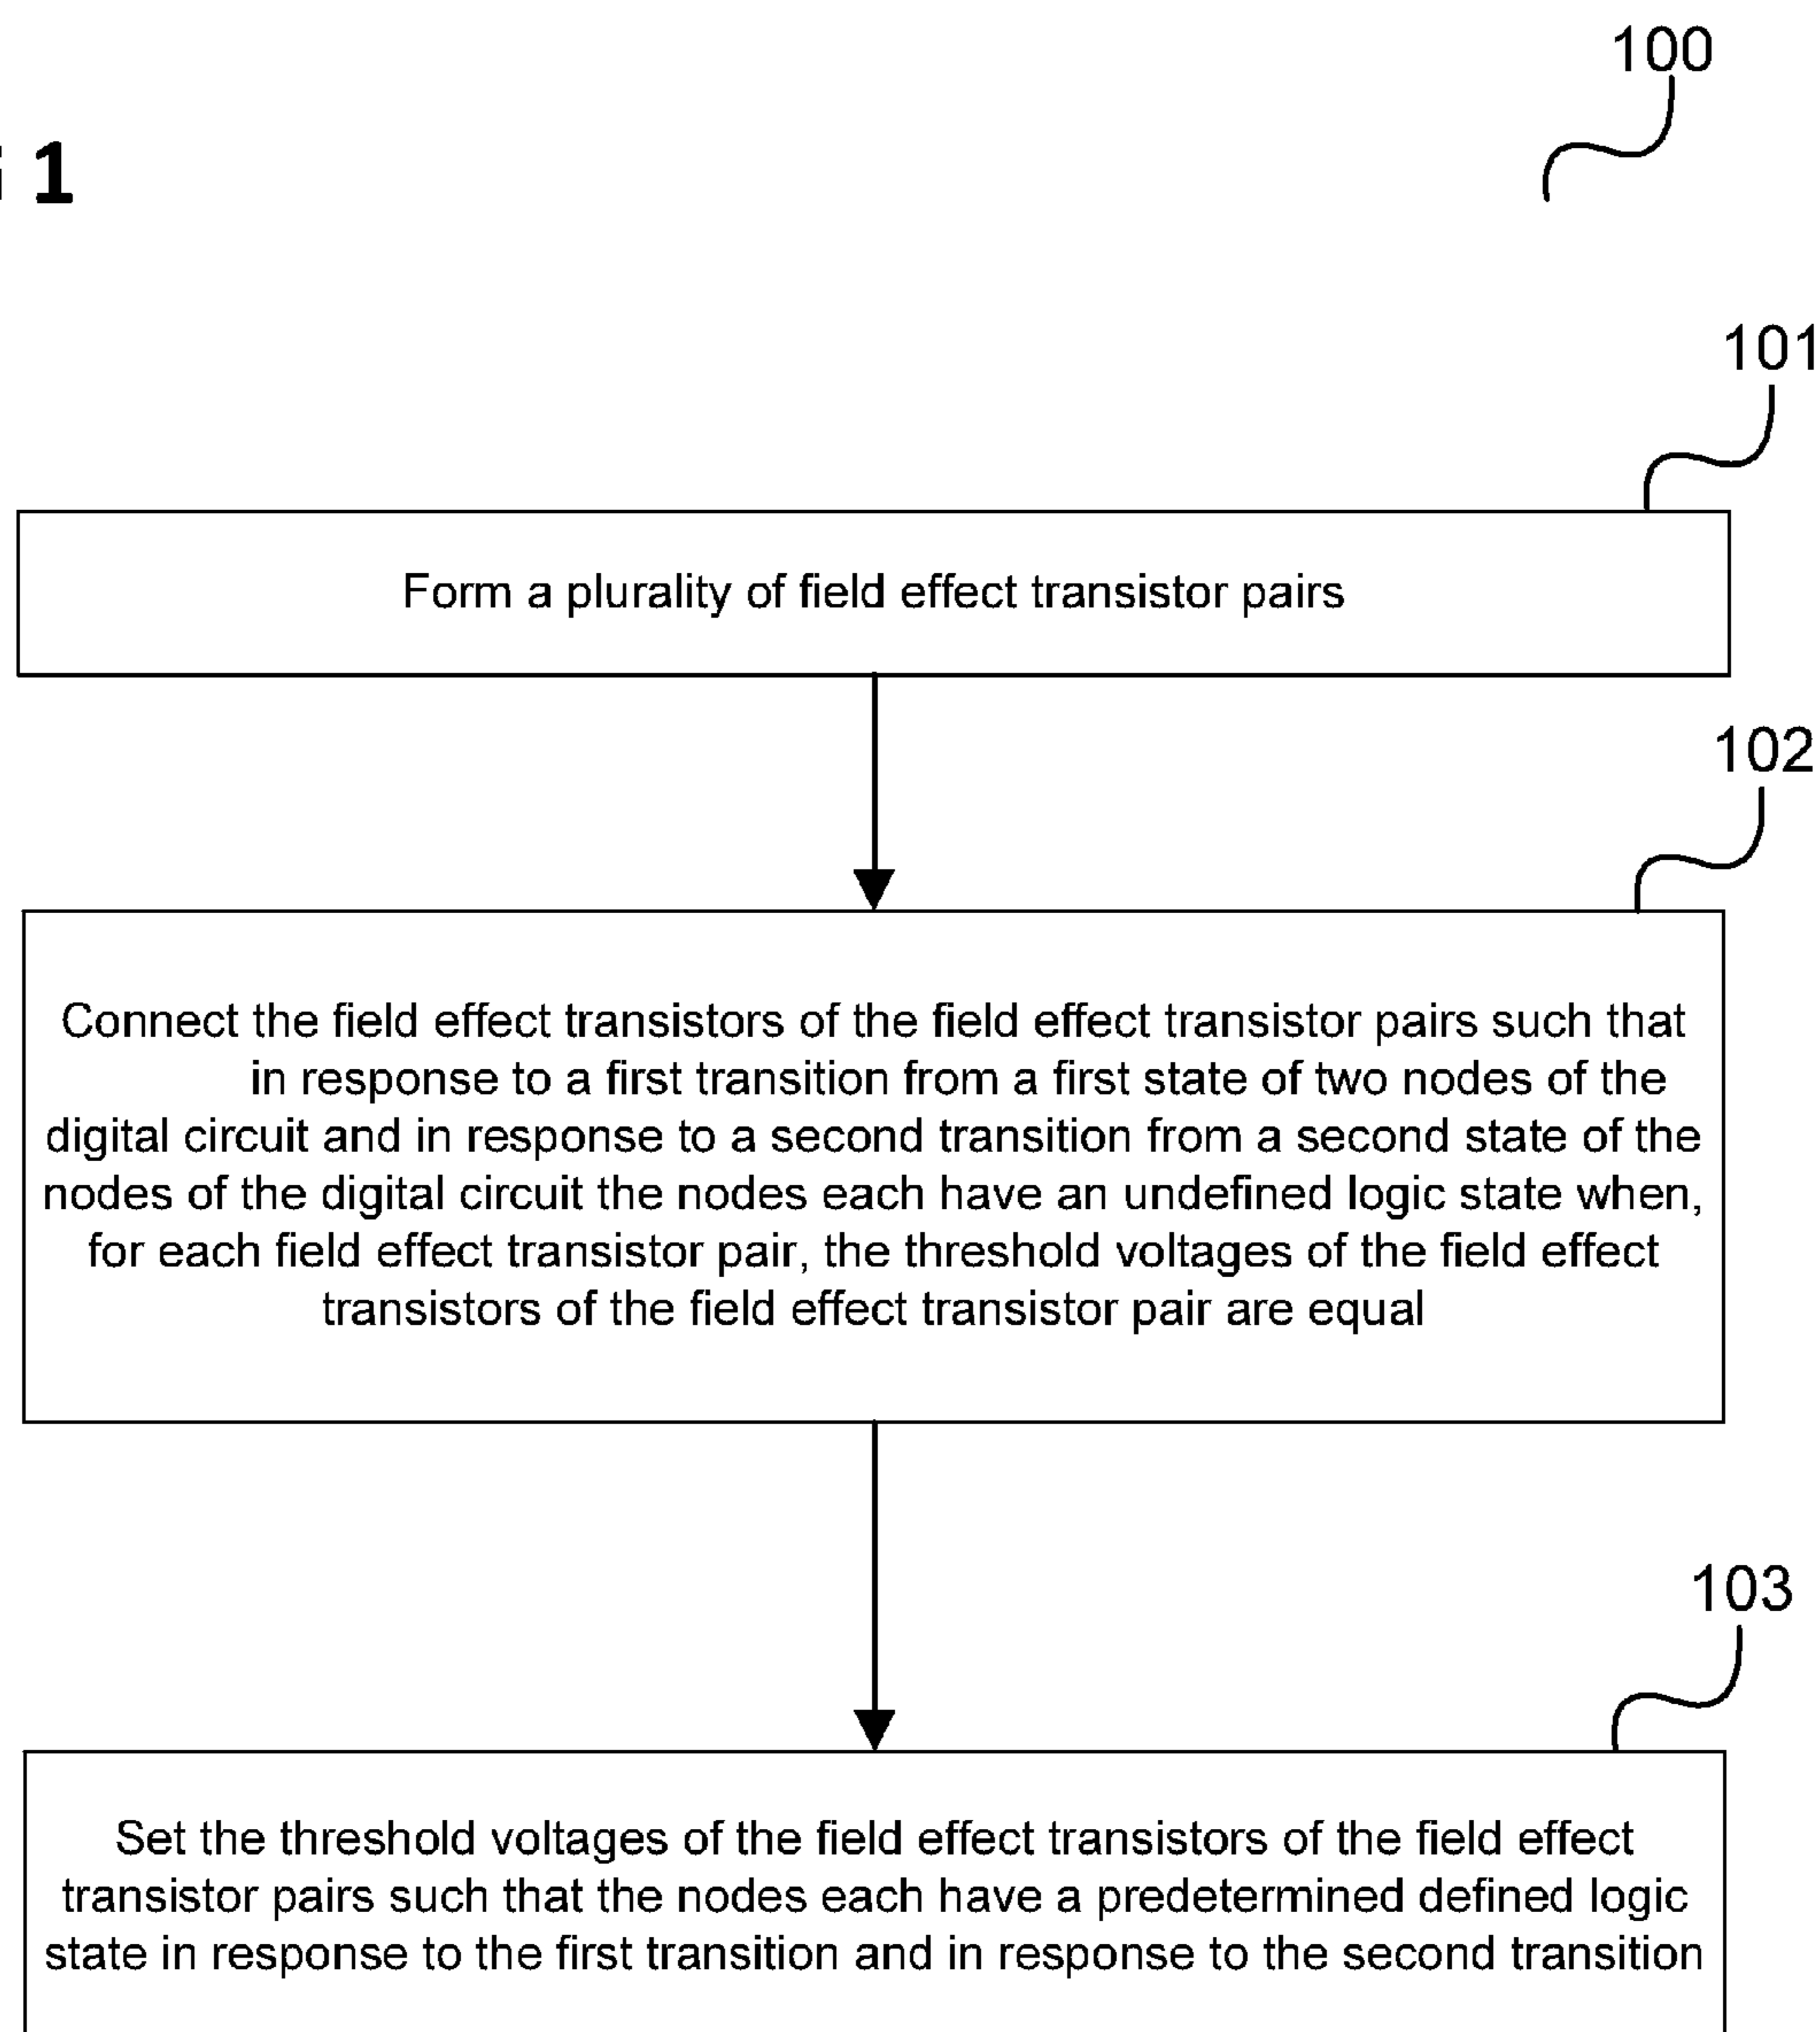 100
1
101
Form a plurality of field effect transistor pairs
102
Connect the field effect transistors of the field effect transistor pairs such that
in response to a first transition from a first state of two nodes of the
digital circuit and in response to a second transition from a second state of the
nodes of the digital circuit the nodes each have an undefined logic state when,
for each field effect transistor pair, the threshold voltages of the field effect
transistors of the field effect transistor pair are equal
103
Set the threshold voltages of the field effect transistors of the field effect
transistor pairs such that the nodes each have a predetermined defined logic
state in response to the first transition and in response to the second transition